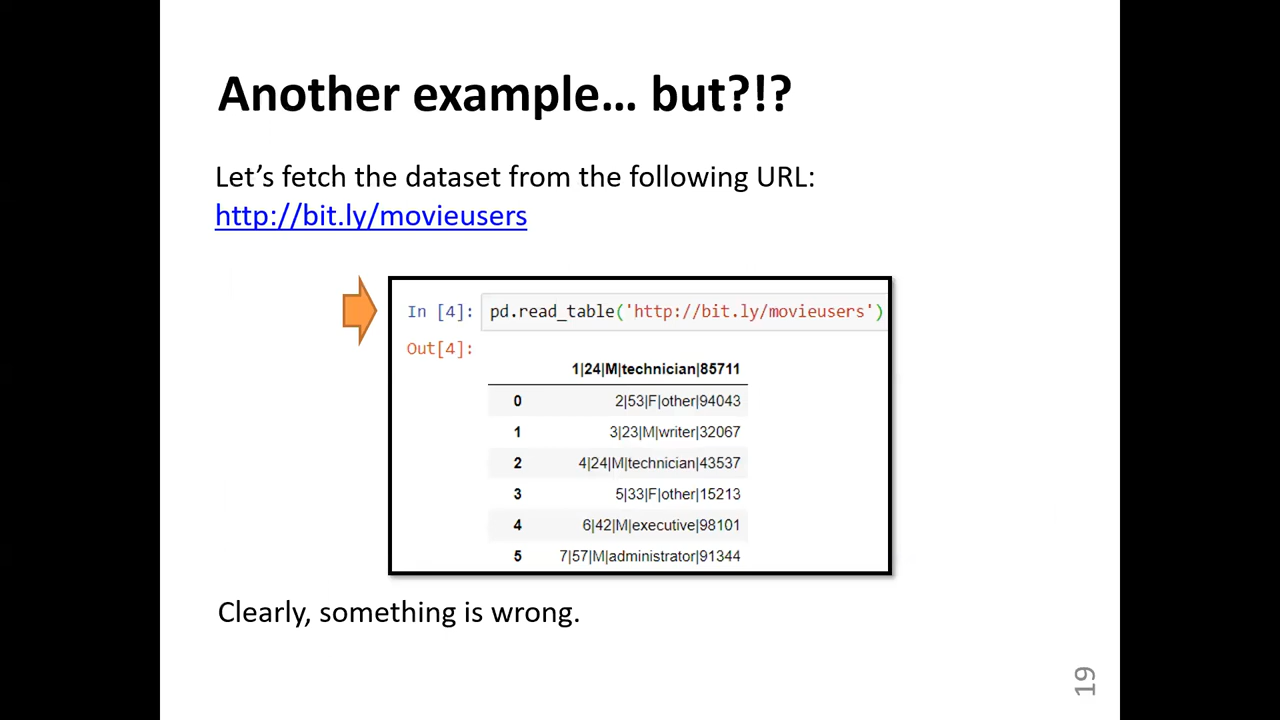 Another example… but?!?
Let’s fetch the dataset from the following URL:
http://bit.ly/movieusers
In [4]: pd.read_table('http://bit.ly/movieusers')
Out[4]:
1|24|M|technician|85711
0 2|53|F|other|94043
1 3|23|M|writer|32067
2 4|24|M|technician|43537
3 5|33|F|other|15213
4 6|42|M|executive|98101
5 7|57|M|administrator|91344
Clearly, something is wrong.
19